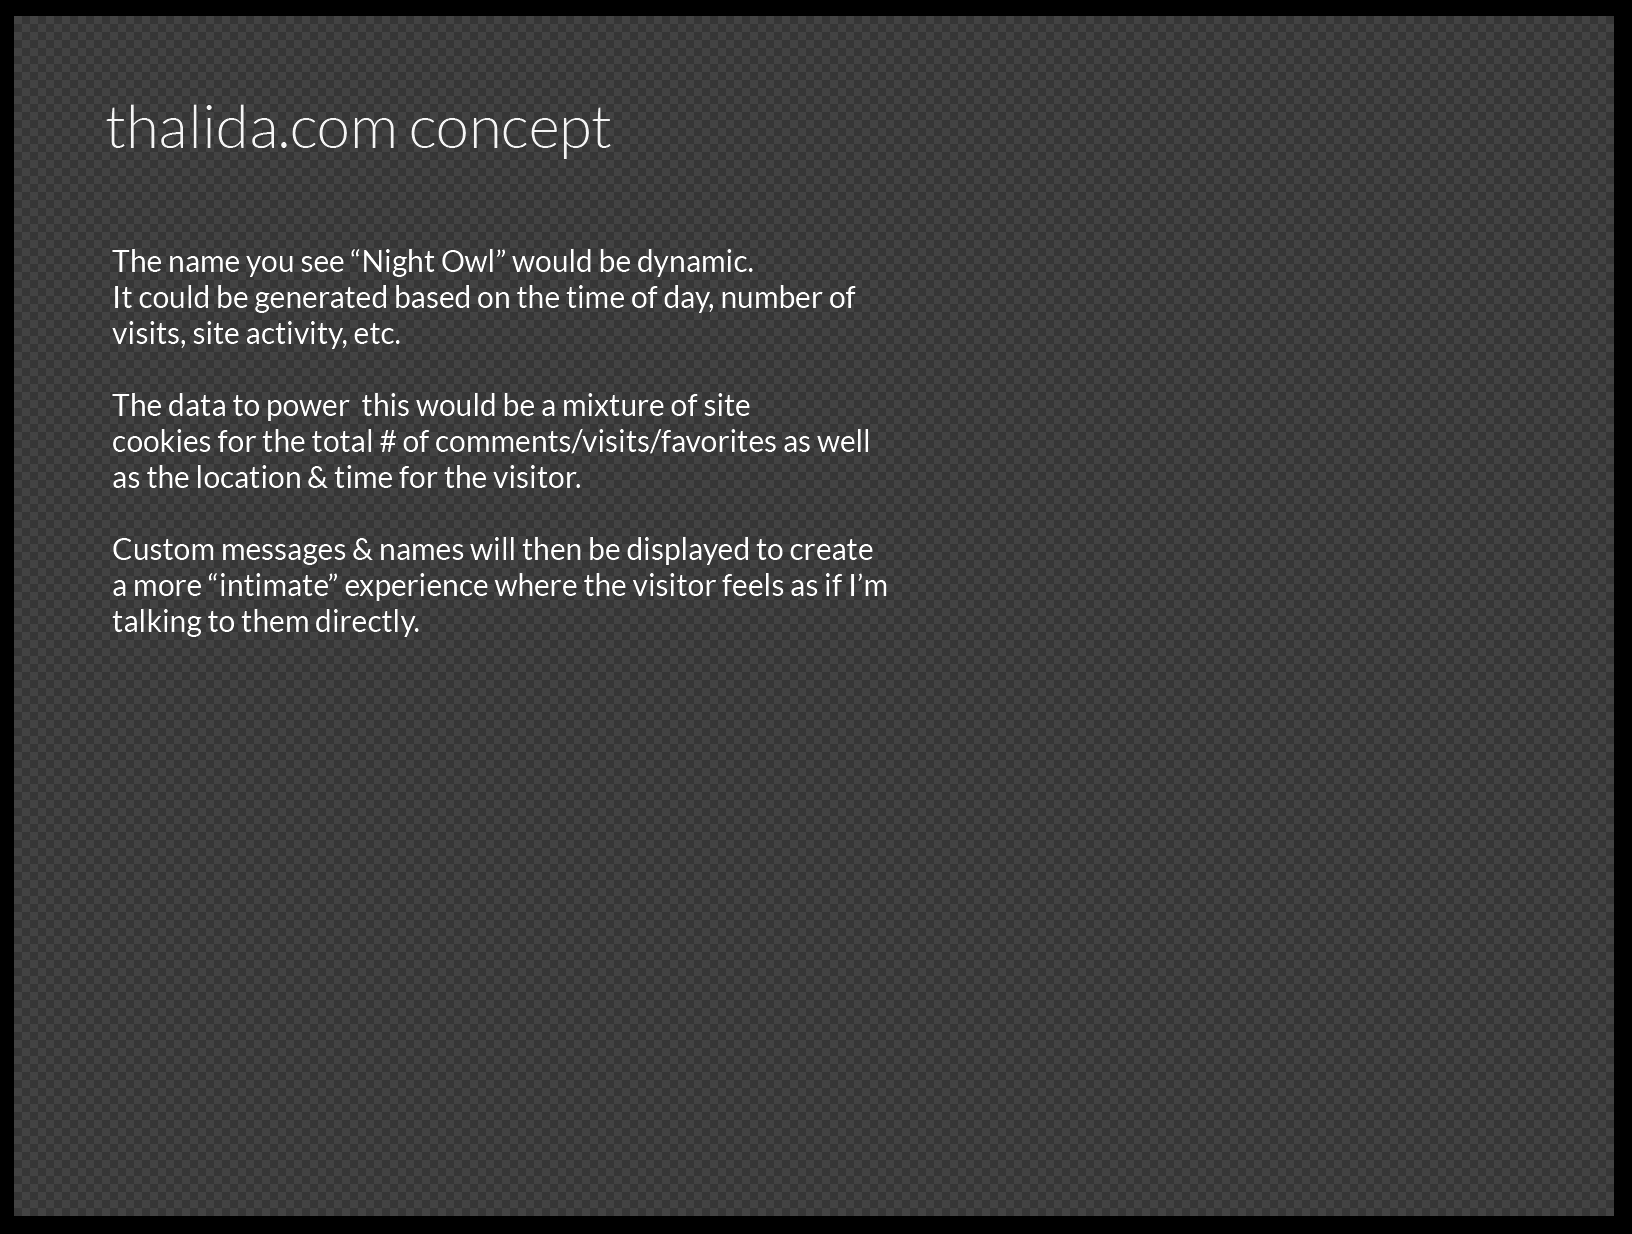 thalida.com concept
The name you see “Night Owl” would be dynamic.
It could be generated based on the time of day, number of
visits, site activity, etc.
The data to power  this would be a mixture of site
cookies for the total # of comments/visits/favorites as well
as the location & time for the visitor.
Custom messages & names will then be displayed to create
a more “intimate” experience where the visitor feels as if I’m
talking to them directly.